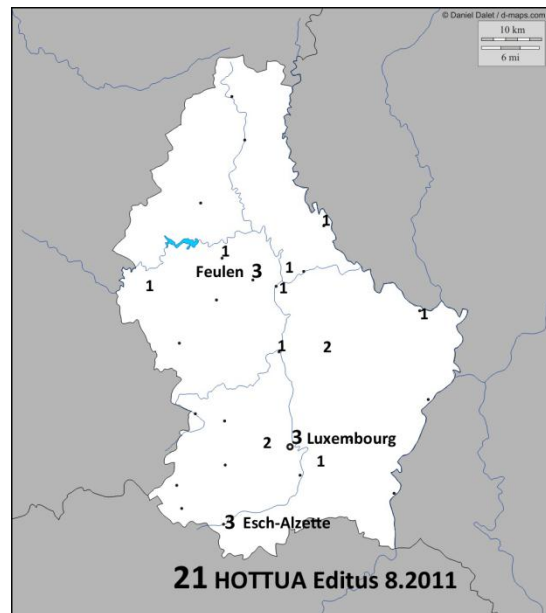 © Daniel Dalet / d-maps.com
10 km
6 mi
1
1
Feulen 3
1
1
1
1
1
2
3 Luxembourg
2
1
3 Esch-Alzette
21 HOTTUA Editus 8.2011